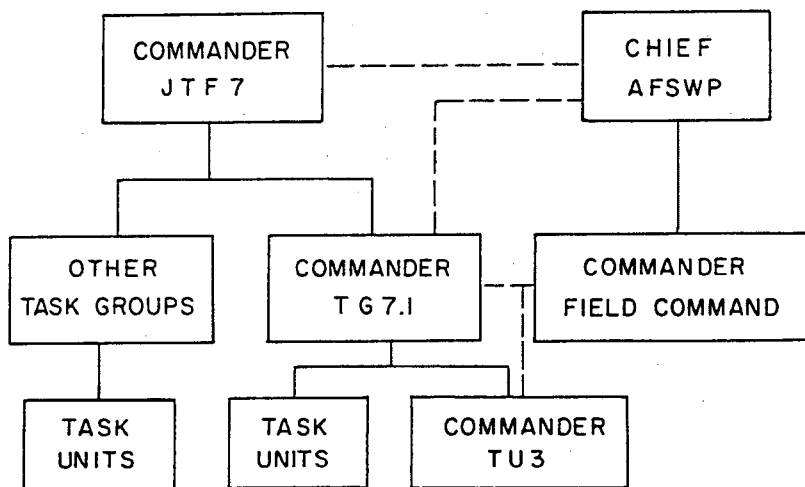 COMMANDER
JTF 7
CHIEF
AFSWP
OTHER
TASK GROUPS
COMMANDER
TG 7.1
COMMANDER
FIELD COMMAND
TASK
UNITS
TASK
UNITS
COMMANDER
TU 3